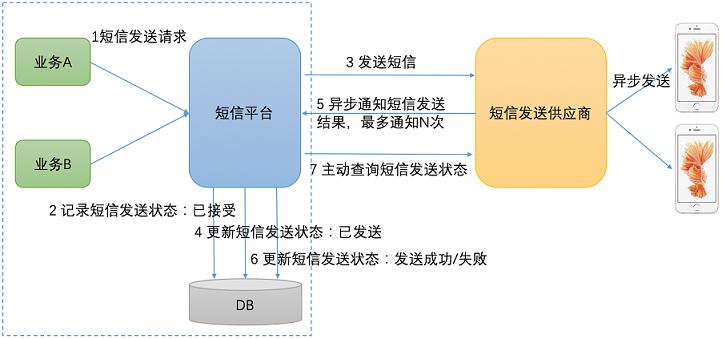 1短信发送请求
业务A
业务B
短信平台
3 发送短信
5 异步通知短信发送
结果，最多通知N次
7 主动查询短信发送状态
短信发送供应商
异步发送
2 记录短信发送状态：已接受
4 更新短信发送状态：已发送
6 更新短信发送状态：发送成功/失败
DB